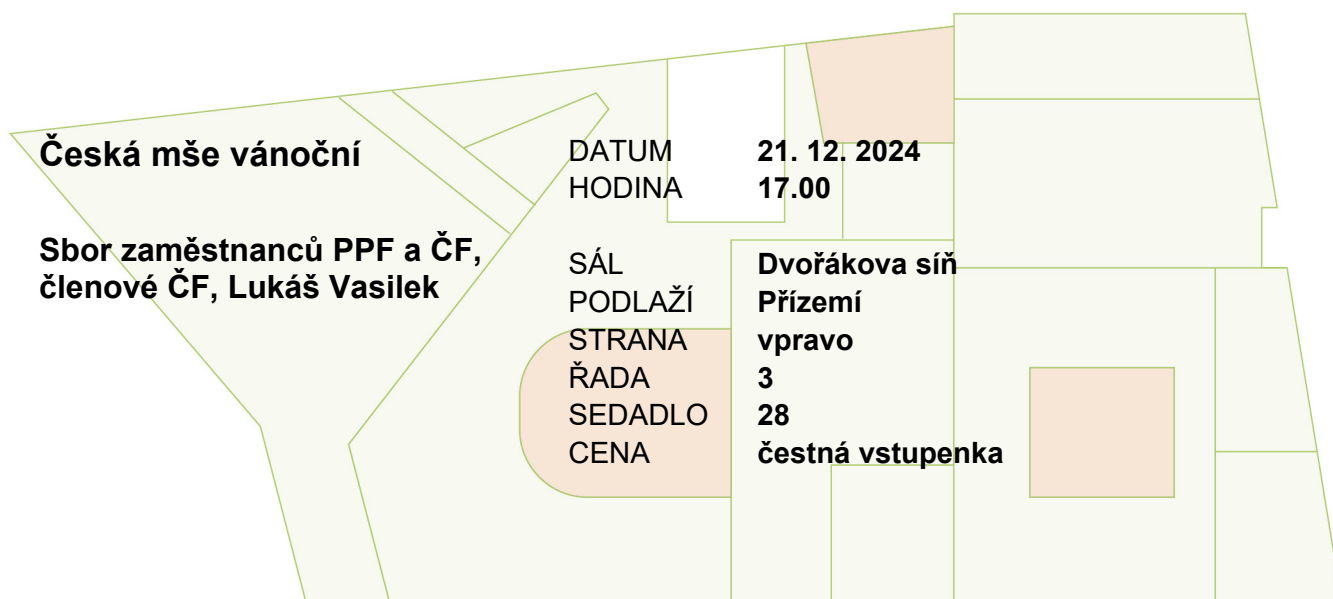 Česká mše vánoční
Sbor zaměstnanců PPF a ČF,
členové ČF, Lukáš Vasilek
DATUM 21. 12. 2024
HODINA 17.00
SÁL Dvořákova síň
PODLAŽÍ Přízemí
STRANA vpravo
ŘADA 3
SEDADLO 28
CENA čestná vstupenka